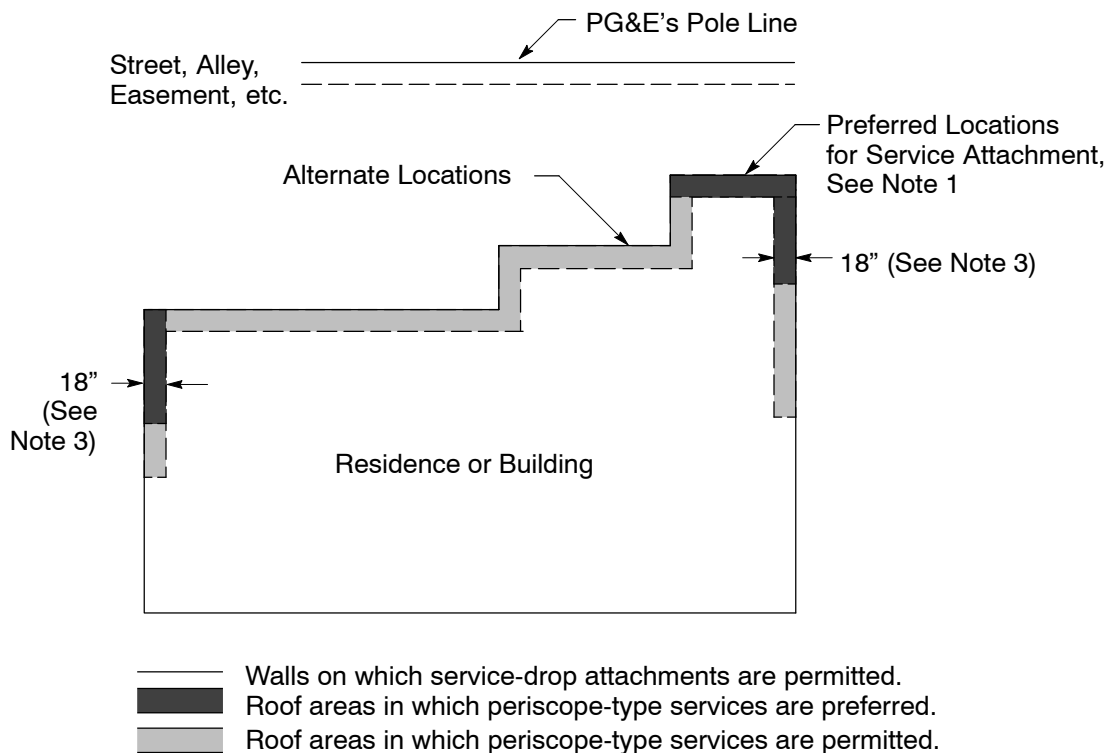 PG&E’s Pole Line
Street, Alley,
Easement, etc.
Preferred Locations
for Service Attachment,
See Note 1
Alternate Locations
18” (See Note 3)
18”
(See
Note 3)
Residence or Building
Walls on which service-drop attachments are permitted.
Roof areas in which periscope-type services are preferred.
Roof areas in which periscope-type services are permitted.